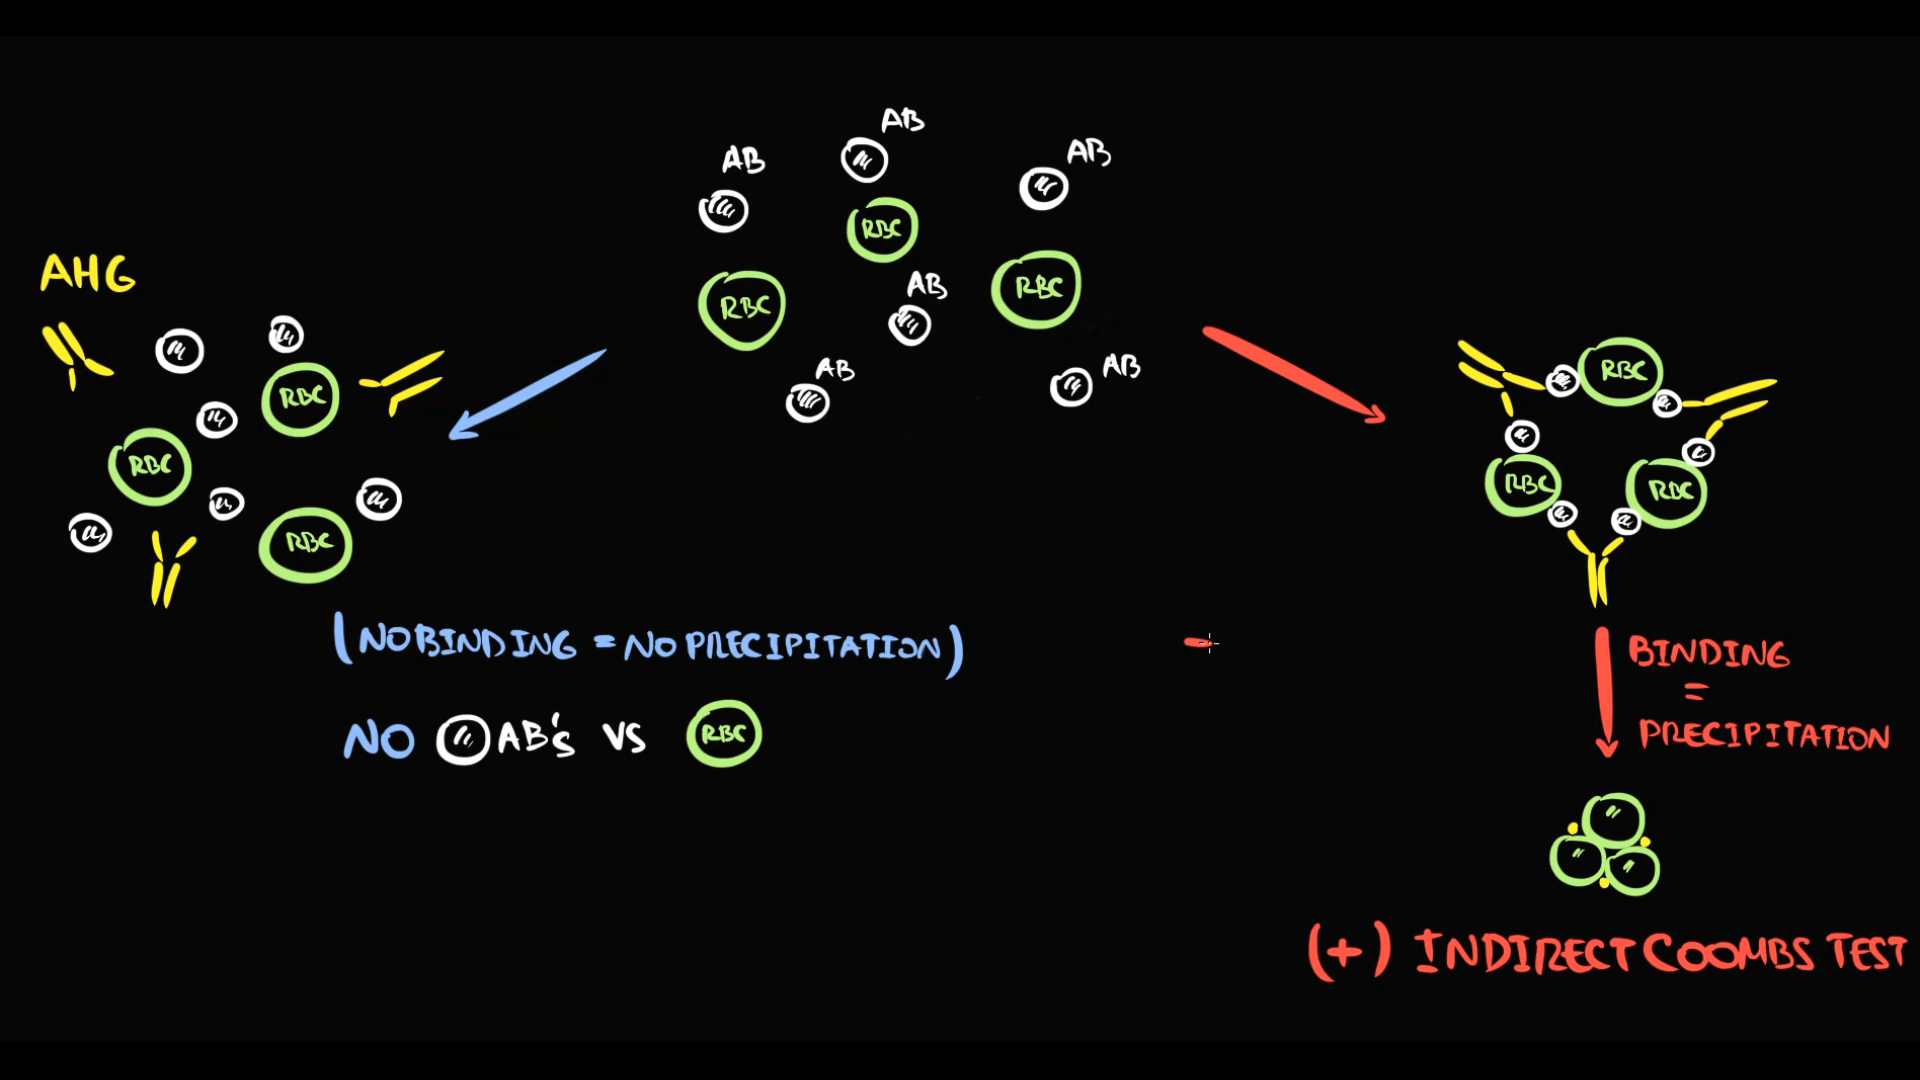 AB
AB
AB
RBC
RBC
AB
RBC
AB
AB
AHG
RBC
RBC
RBC
RBC
RBC
RBC
(NO BINDING = NO PRECIPITATION)
NO AB'S VS RBC
BINDING
=
PRECIPITATION
(+) INDIRECT COOMBS TEST